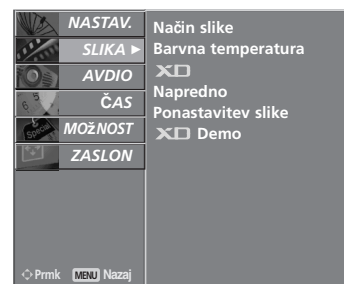 NASTAV.
SLIKA ►
AVDIO
ČAS
MOŽNOST
ZASLON
Prmk MENU Nazaj
Način slike
Barvna temperatura
XD
Napredno
Ponastavitev slike
XD Demo